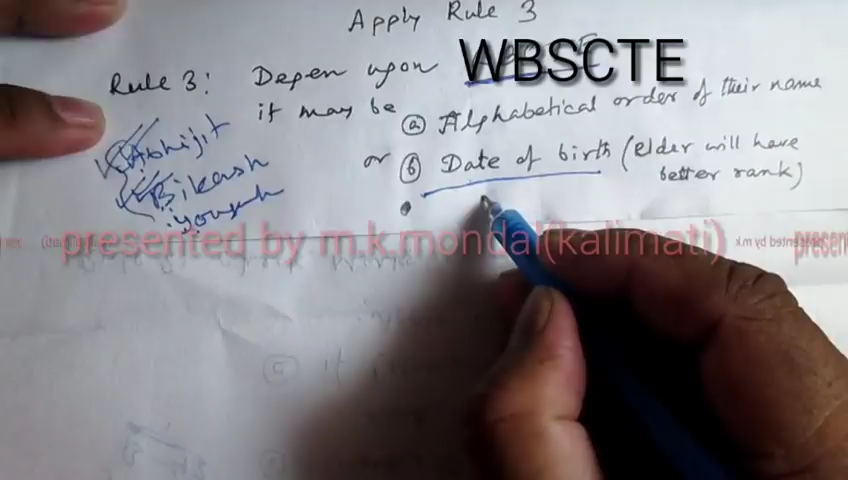 Apply Rule 3
Rule 3: Depen upon WBSCTE
it may be ⓐ Alphabetical order of their name
or ⓑ Date of birth (elder will have
better rank)
Abhijit
Bikash
presented by m.k.mondal(kalimati)